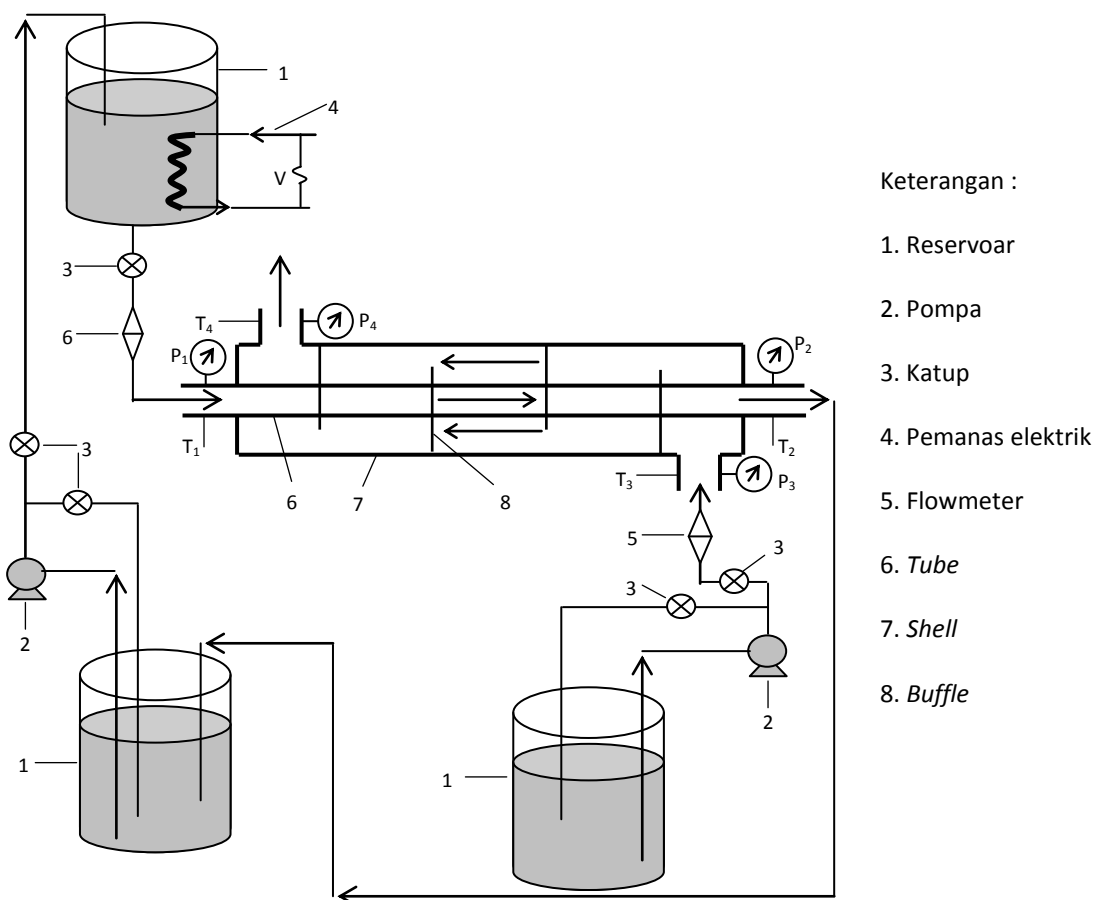 1
4
V
3
6
T₄
P₄
P₁
P₂
T₁
T₂
T₃
P₃
6
7
8
3
5
3
3
2
2
1
1
Keterangan :
1. Reservoar
2. Pompa
3. Katup
4. Pemanas elektrik
5. Flowmeter
6. Tube
7. Shell
8. Buffle